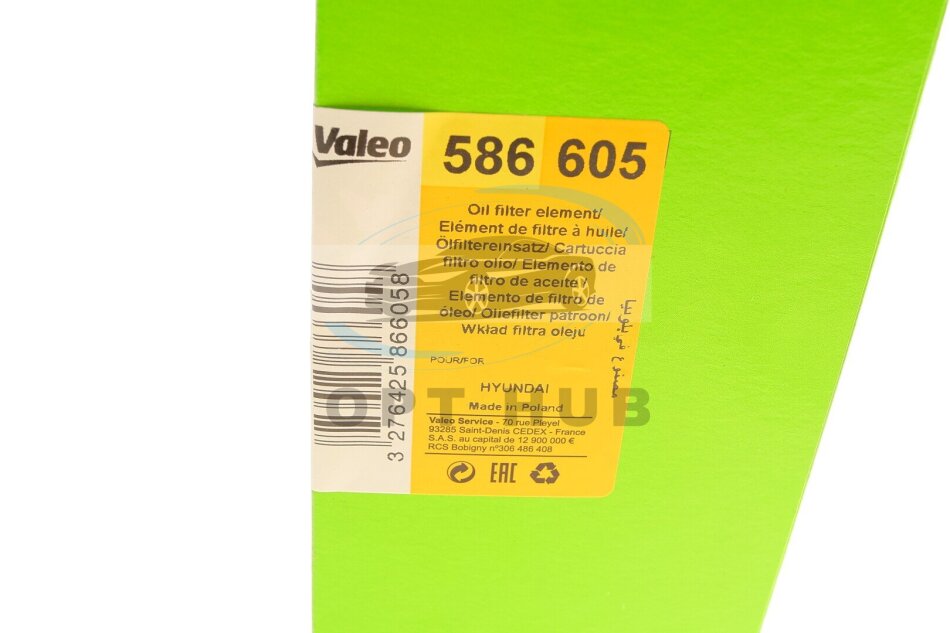 Valeo
586 605
Oil filter element/
Elément de filtre à huile/
Ölfiltereinsatz/ Cartuccia
filtro olio/ Elemento de
filtro de aceite/
Elemento de filtro de
óleo/ Oliefilter patroon/
Wkład filtra oleju
POUR/FOR
HYUNDAI
Made in Poland
Valeo Service - 70 rue Pleyel
93285 Saint-Denis CEDEX - France
S.A.S. au capital de 12 900 000 €
RCS Bobigny n°306 486 408
EAC
3 276425 866058
OPT HUB